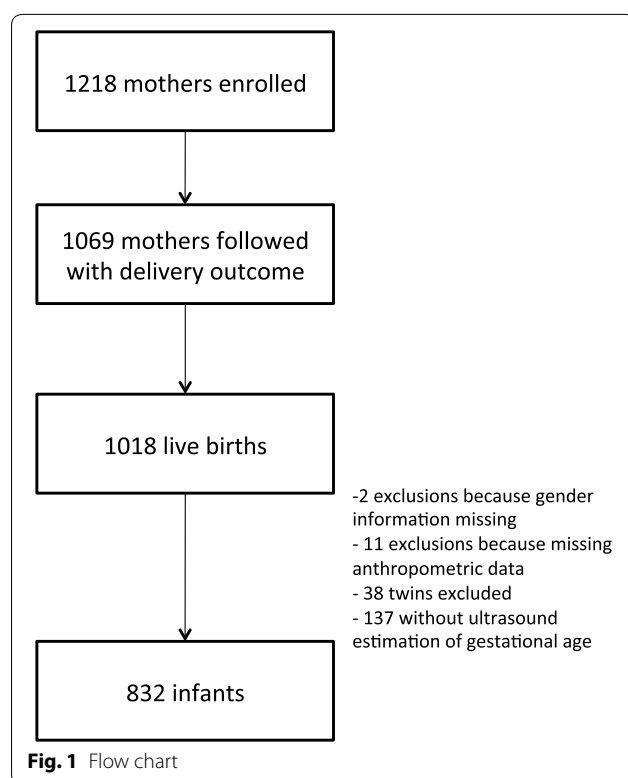 1218 mothers enrolled
1069 mothers followed
with delivery outcome
1018 live births
-2 exclusions because gender
information missing
- 11 exclusions because missing
anthropometric data
- 38 twins excluded
- 137 without ultrasound
estimation of gestational age
832 infants
Fig. 1 Flow chart